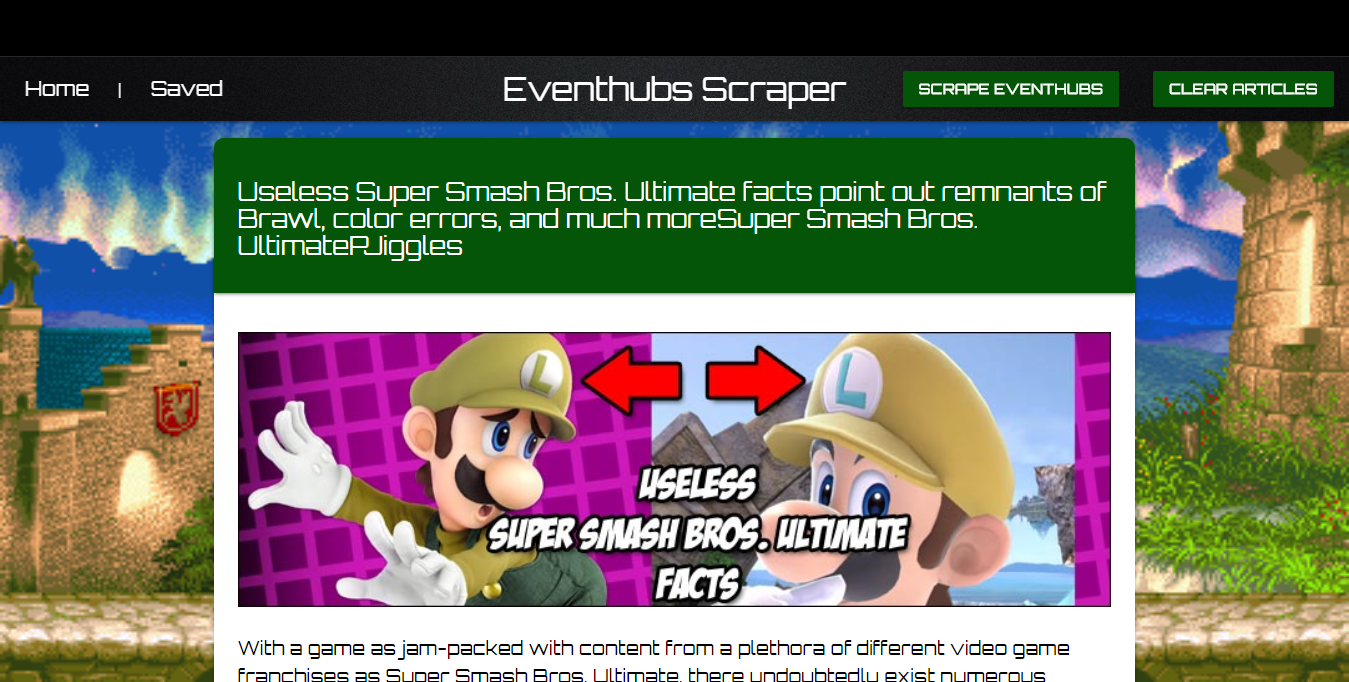 Home | Saved Eventhubs Scraper SCRAPE EVENTHUBS CLEAR ARTICLES
Useless Super Smash Bros. Ultimate facts point out remnants of
Brawl, color errors, and much moreSuper Smash Bros.
UltimatePJiggles
L L
USELESS
SUPER SMASH BROS. ULTIMATE
FACTS
With a game as jam-packed with content from a plethora of different video game
franchises as Super Smash Bros. Ultimate, there undoubtedly exist numerous